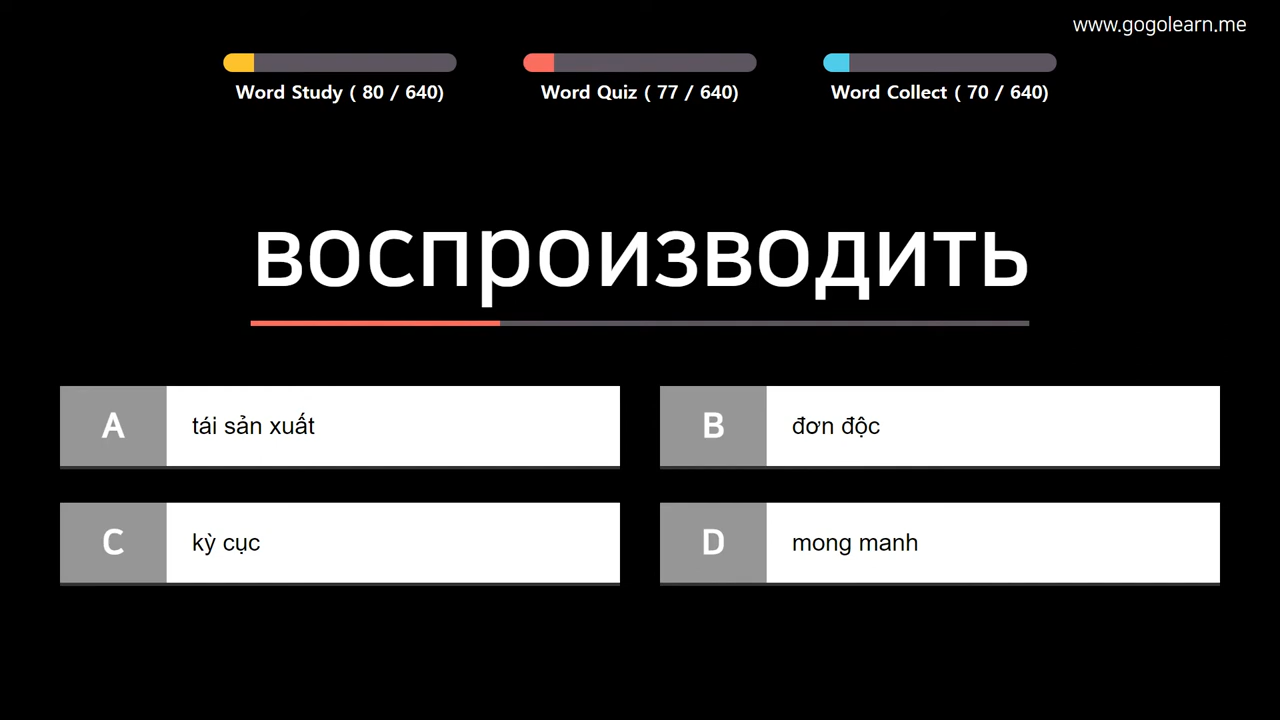 www.gogolearn.me
Word Study ( 80 / 640)
Word Quiz ( 77 / 640)
Word Collect ( 70 / 640)
воспроизводить
A tái sản xuất
B đơn độc
C kỳ cục
D mong manh